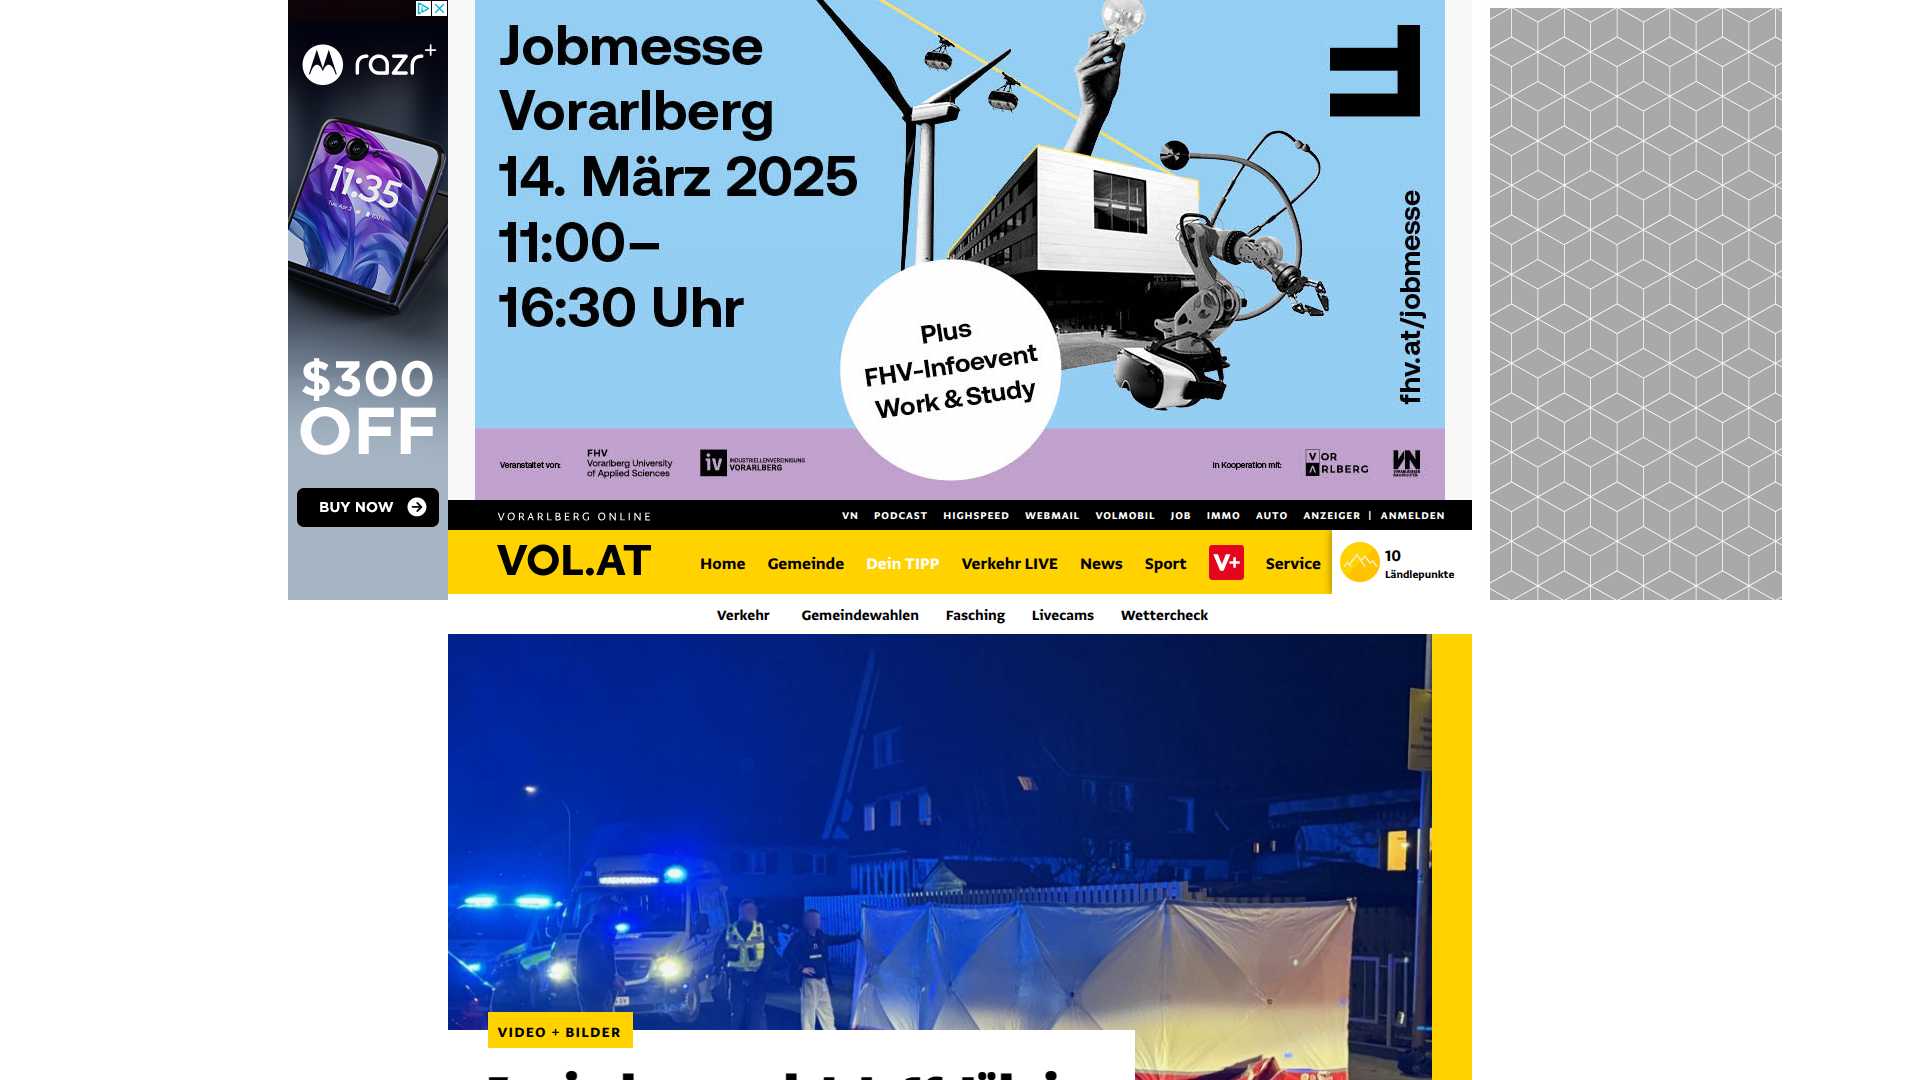 razr+
11:35
$300
OFF
BUY NOW
Jobmesse
Vorarlberg
14. März 2025
11:00–
16:30 Uhr
Plus
FHV-Infoevent
Work & Study
fhv.at/jobmesse
Veranstaltet von:
FHV
Vorarlberg University
of Applied Sciences
iv
INDUSTRIELLENVEREINIGUNG
VORARLBERG
In Kooperation mit:
VORARLBERG
VN
VORARLBERG ONLINE
VN PODCAST HIGHSPEED WEBMAIL VOLMOBIL JOB IMMO AUTO ANZEIGER | ANMELDEN
VOL.AT
Home Gemeinde Dein TIPP Verkehr LIVE News Sport V+ Service
10
Ländlepunkte
Verkehr Gemeindewahlen Fasching Livecams Wettercheck
VIDEO + BILDER